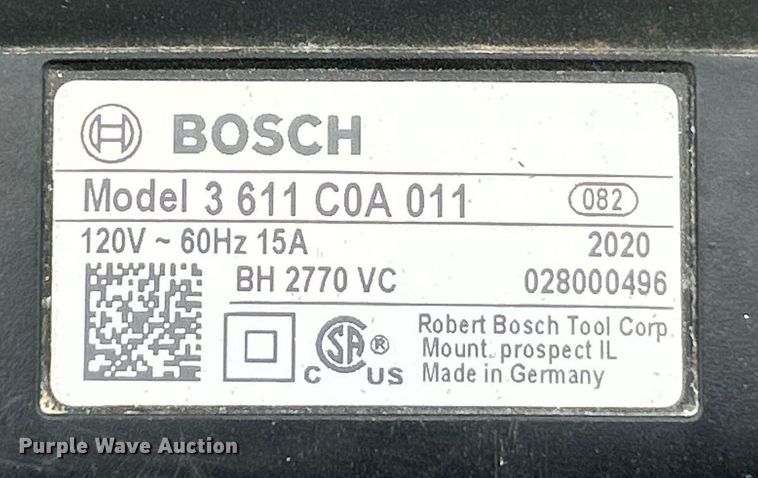 BOSCH
Model 3 611 C0A 011 082
120V ~ 60Hz 15A 2020
BH 2770 VC 028000496
CSA® C US
Robert Bosch Tool Corp.
Mount. prospect IL
Made in Germany
Purple Wave Auction